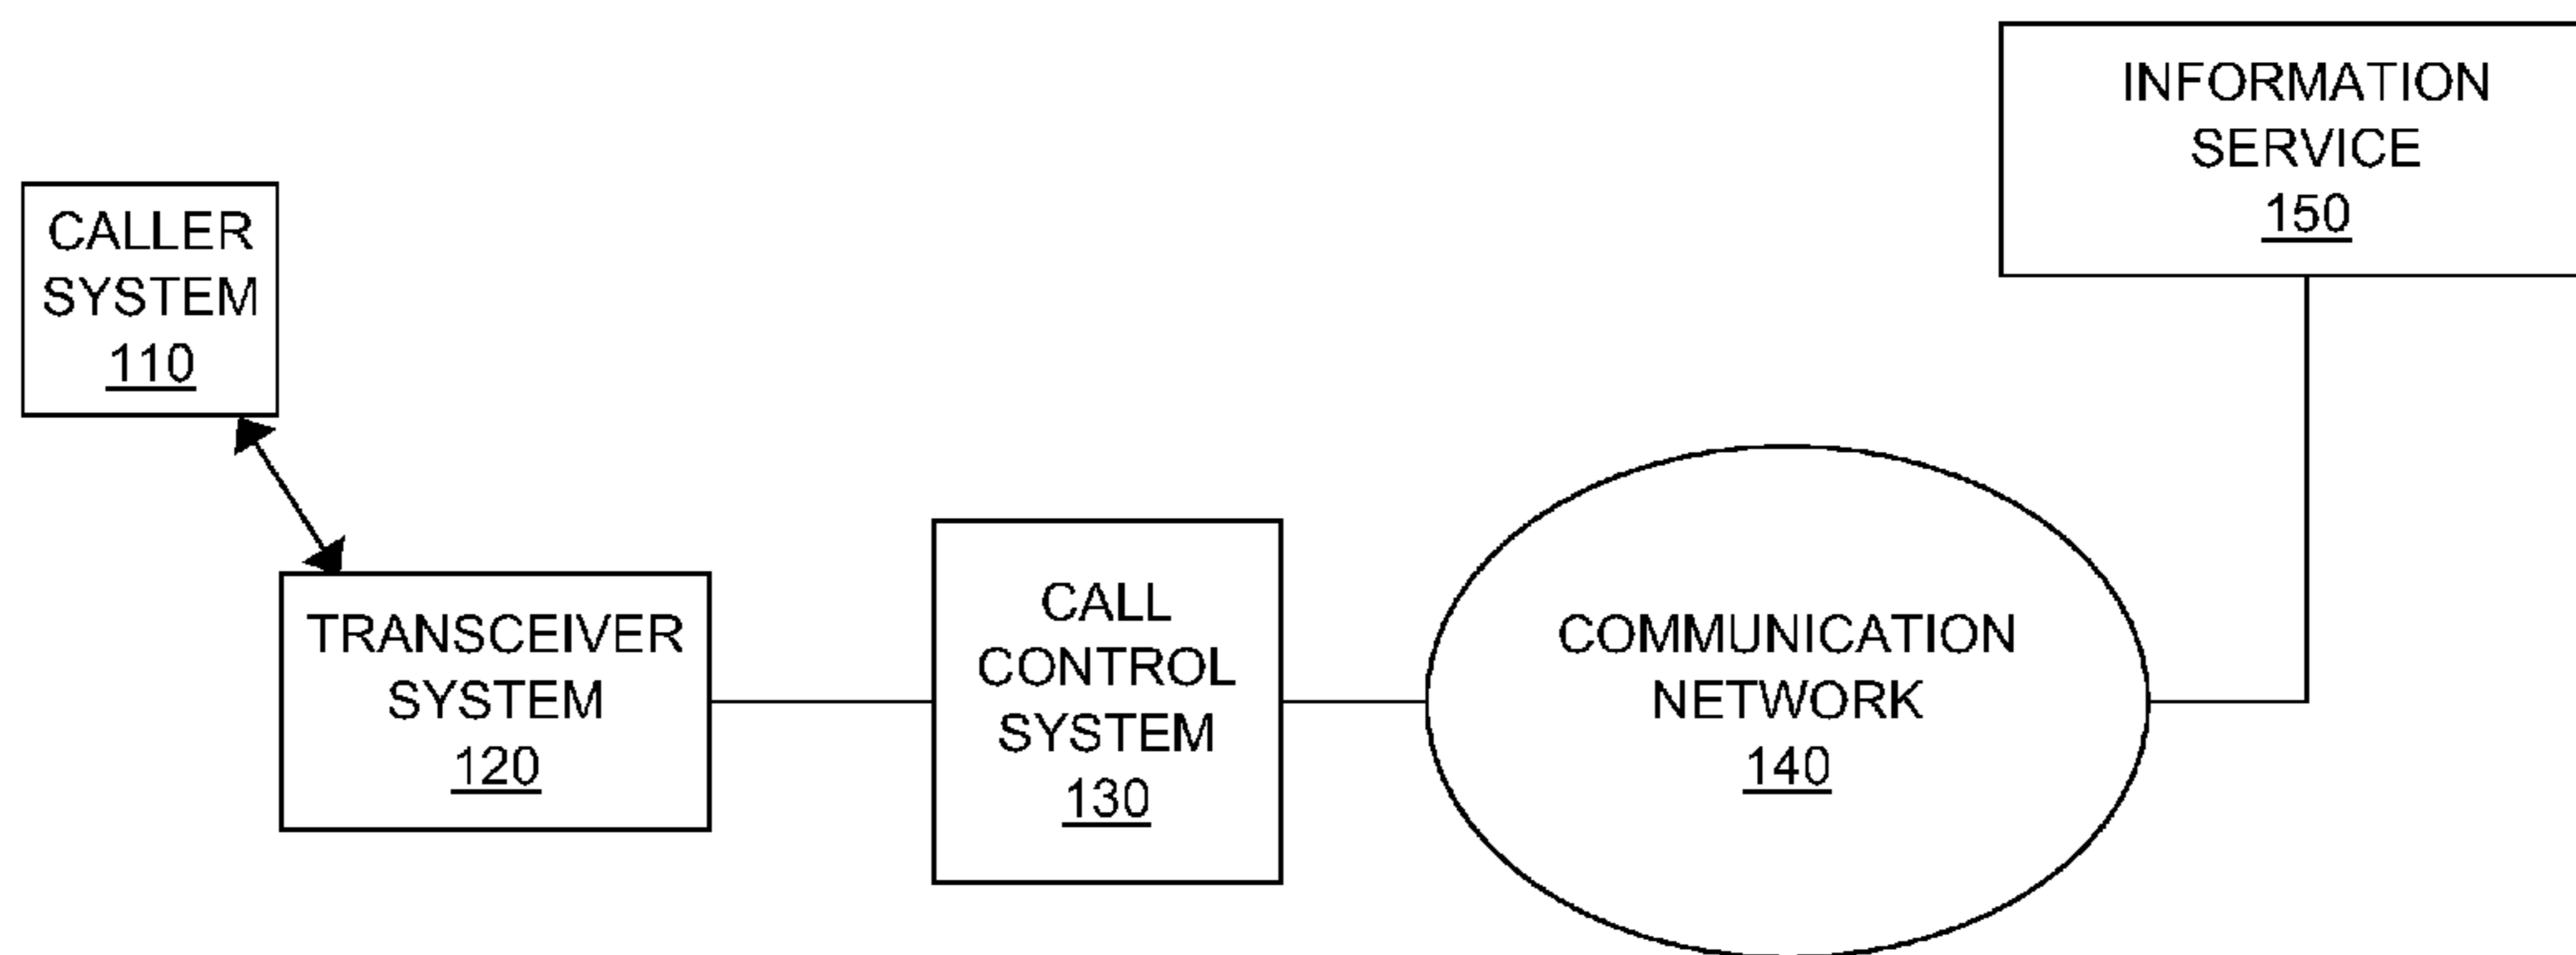 CALLER
SYSTEM
110
TRANSCEIVER
SYSTEM
120
CALL
CONTROL
SYSTEM
130
COMMUNICATION
NETWORK
140
INFORMATION
SERVICE
150